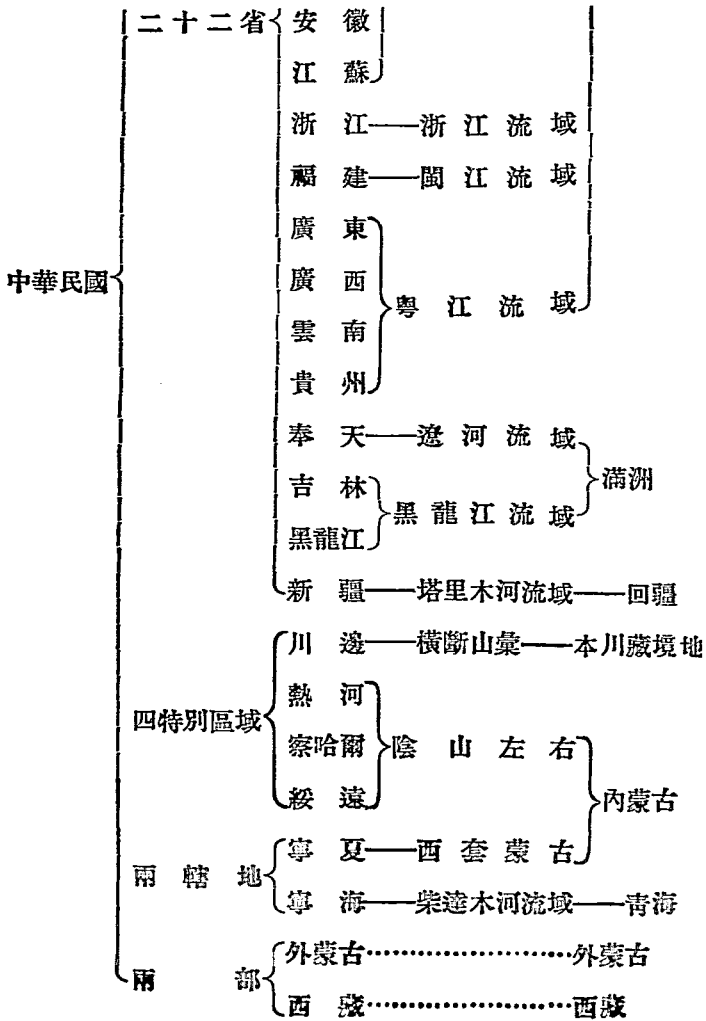 中華民國
二十二省
安徽
江蘇
浙江——浙江流域
福建——閩江流域
廣東
廣西
雲南
貴州
粵江流域
奉天——遼河流域
吉林
黑龍江
黑龍江流域
滿洲
新疆——塔里木河流域——回疆
四特別區域
川邊——橫斷山彙——本川藏境地
熱河
察哈爾
綏遠
陰山左右
內蒙古
兩轄地
寧夏——西套蒙古
寧海——柴達木河流域——靑海
兩部
外蒙古………………外蒙古
西藏………………西藏